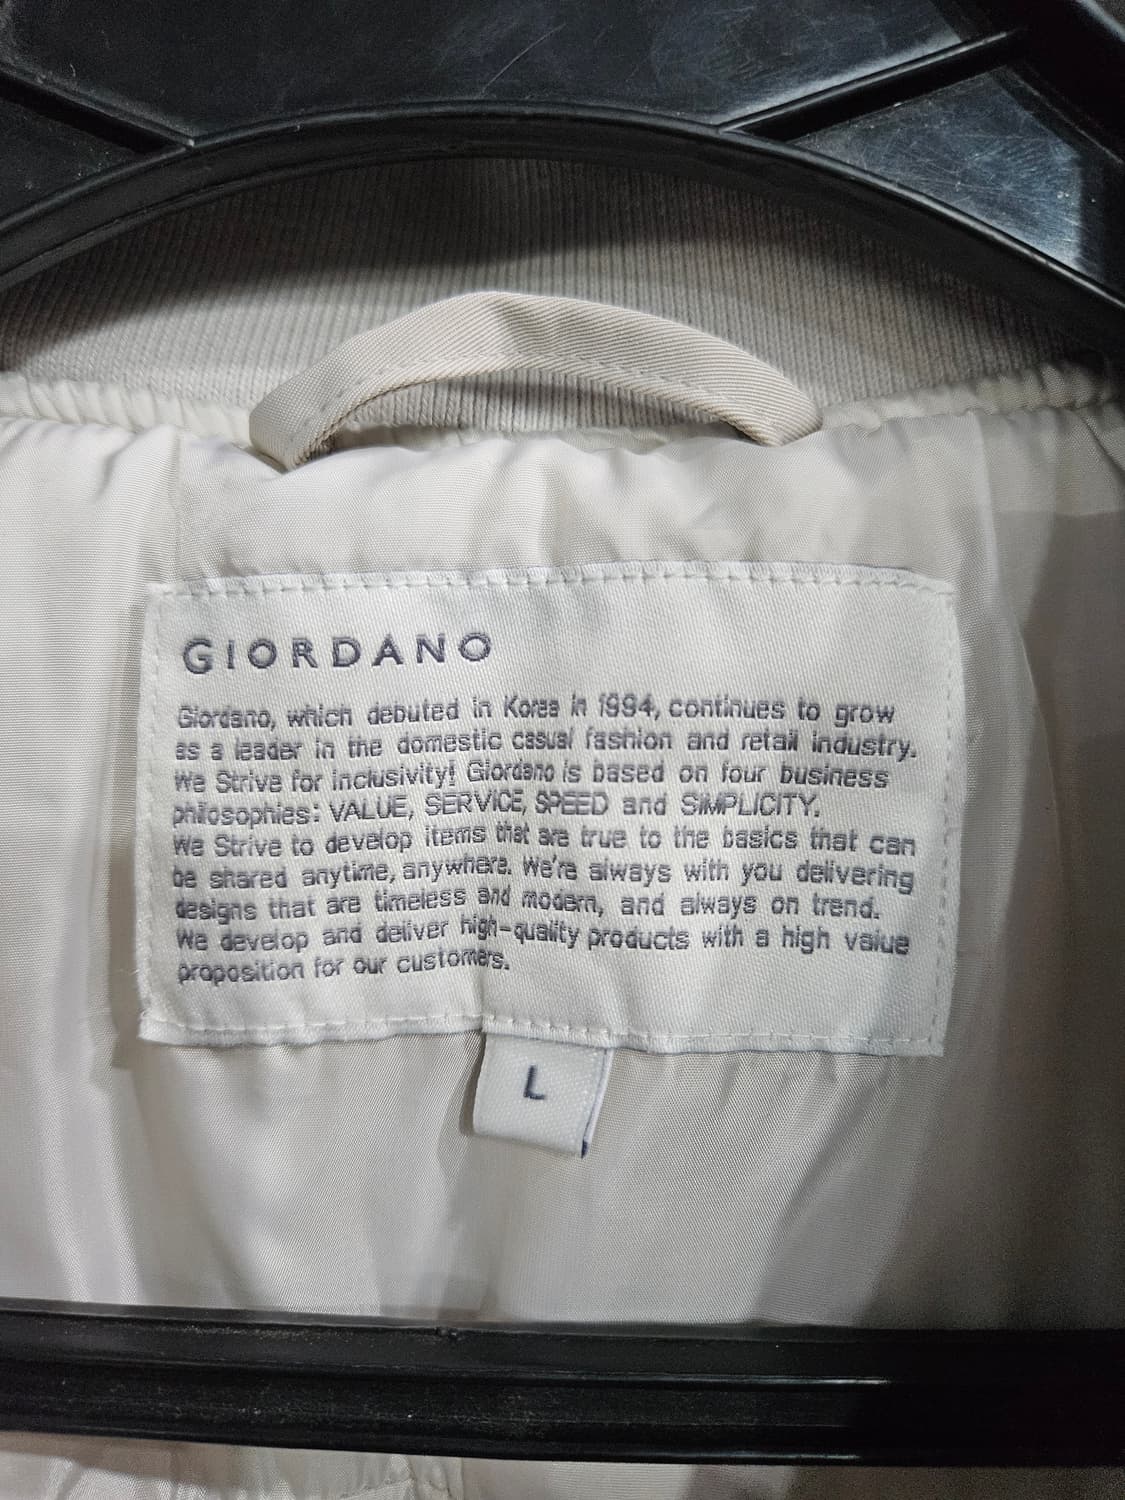 GIORDANO
Giordano, which debuted in Korea in 1994, continues to grow
as a leader in the domestic casual fashion and retail industry.
We Strive for Inclusivity! Giordano is based on four business
philosophies: VALUE, SERVICE, SPEED and SIMPLICITY.
We Strive to develop items that are true to the basics that can
be shared anytime, anywhere. We're always with you delivering
designs that are timeless and modern, and always on trend.
We develop and deliver high-quality products with a high value
proposition for our customers.
L